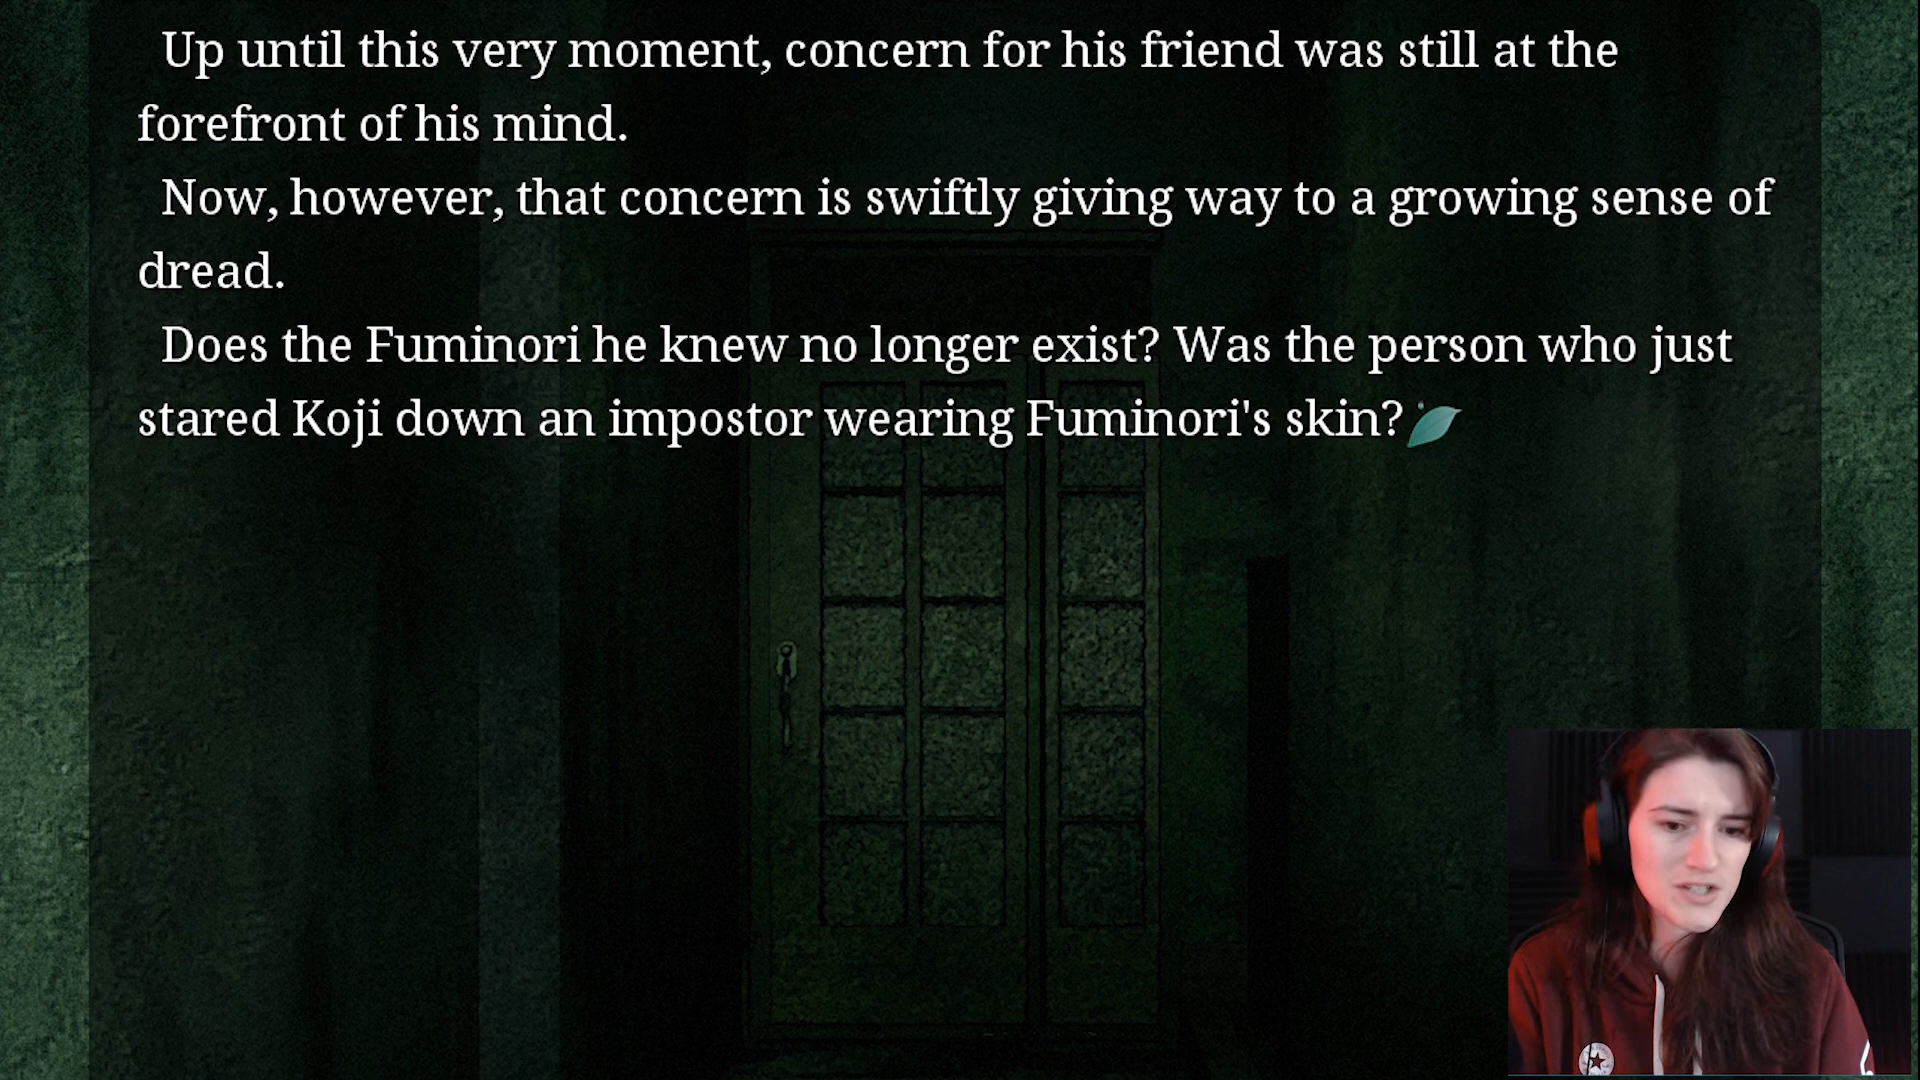 Up until this very moment, concern for his friend was still at the
forefront of his mind.
Now, however, that concern is swiftly giving way to a growing sense of
dread.
Does the Fuminori he knew no longer exist? Was the person who just
stared Koji down an impostor wearing Fuminori's skin?